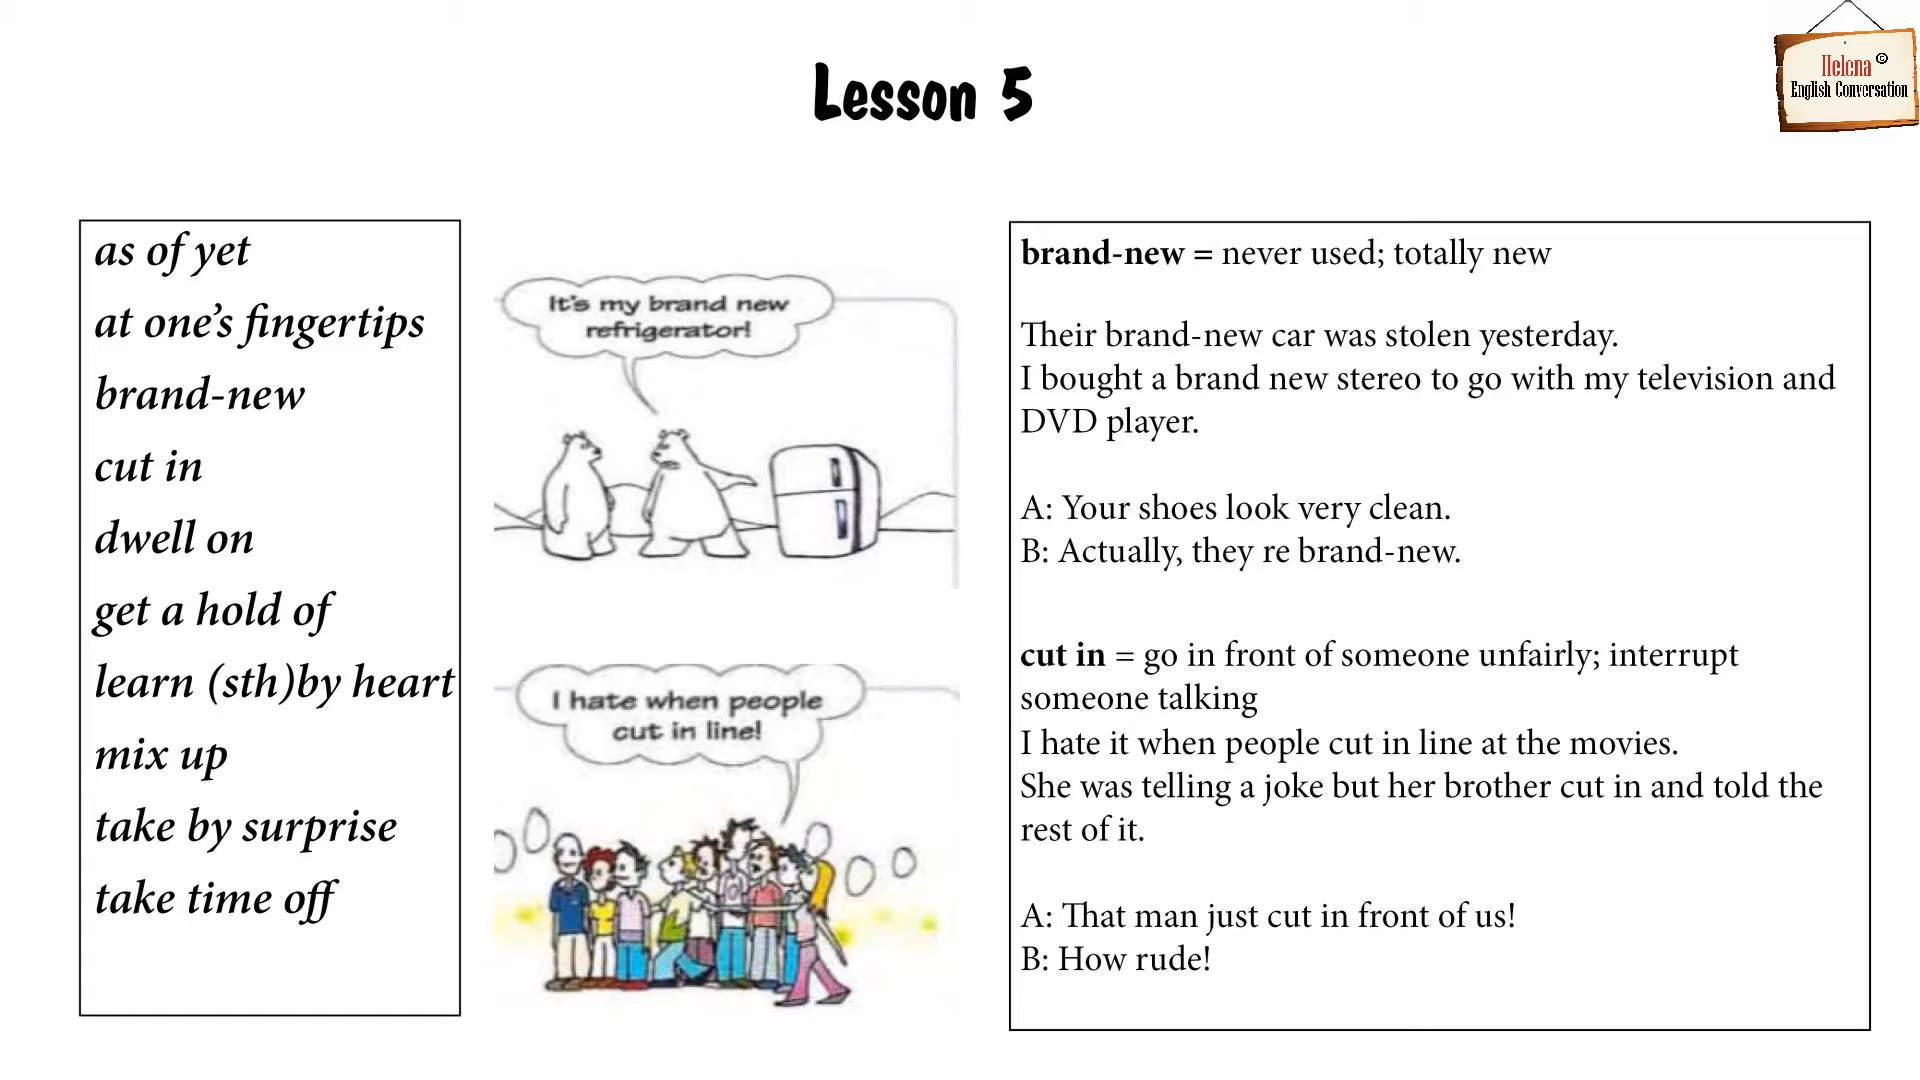 Lesson 5
Helena ©
English Conversation
as of yet
at one's fingertips
brand-new
cut in
dwell on
get a hold of
learn (sth)by heart
mix up
take by surprise
take time off
It's my brand new
refrigerator!
I hate when people
cut in line!
brand-new = never used; totally new
Their brand-new car was stolen yesterday.
I bought a brand new stereo to go with my television and
DVD player.
A: Your shoes look very clean.
B: Actually, they re brand-new.
cut in = go in front of someone unfairly; interrupt
someone talking
I hate it when people cut in line at the movies.
She was telling a joke but her brother cut in and told the
rest of it.
A: That man just cut in front of us!
B: How rude!